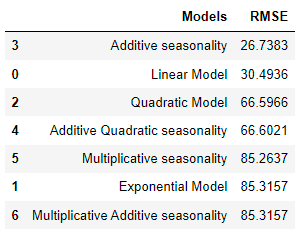 Models RMSE
3 Additive seasonality 26.7383
0 Linear Model 30.4936
2 Quadratic Model 66.5966
4 Additive Quadratic seasonality 66.6021
5 Multiplicative seasonality 85.2637
1 Exponential Model 85.3157
6 Multiplicative Additive seasonality 85.3157